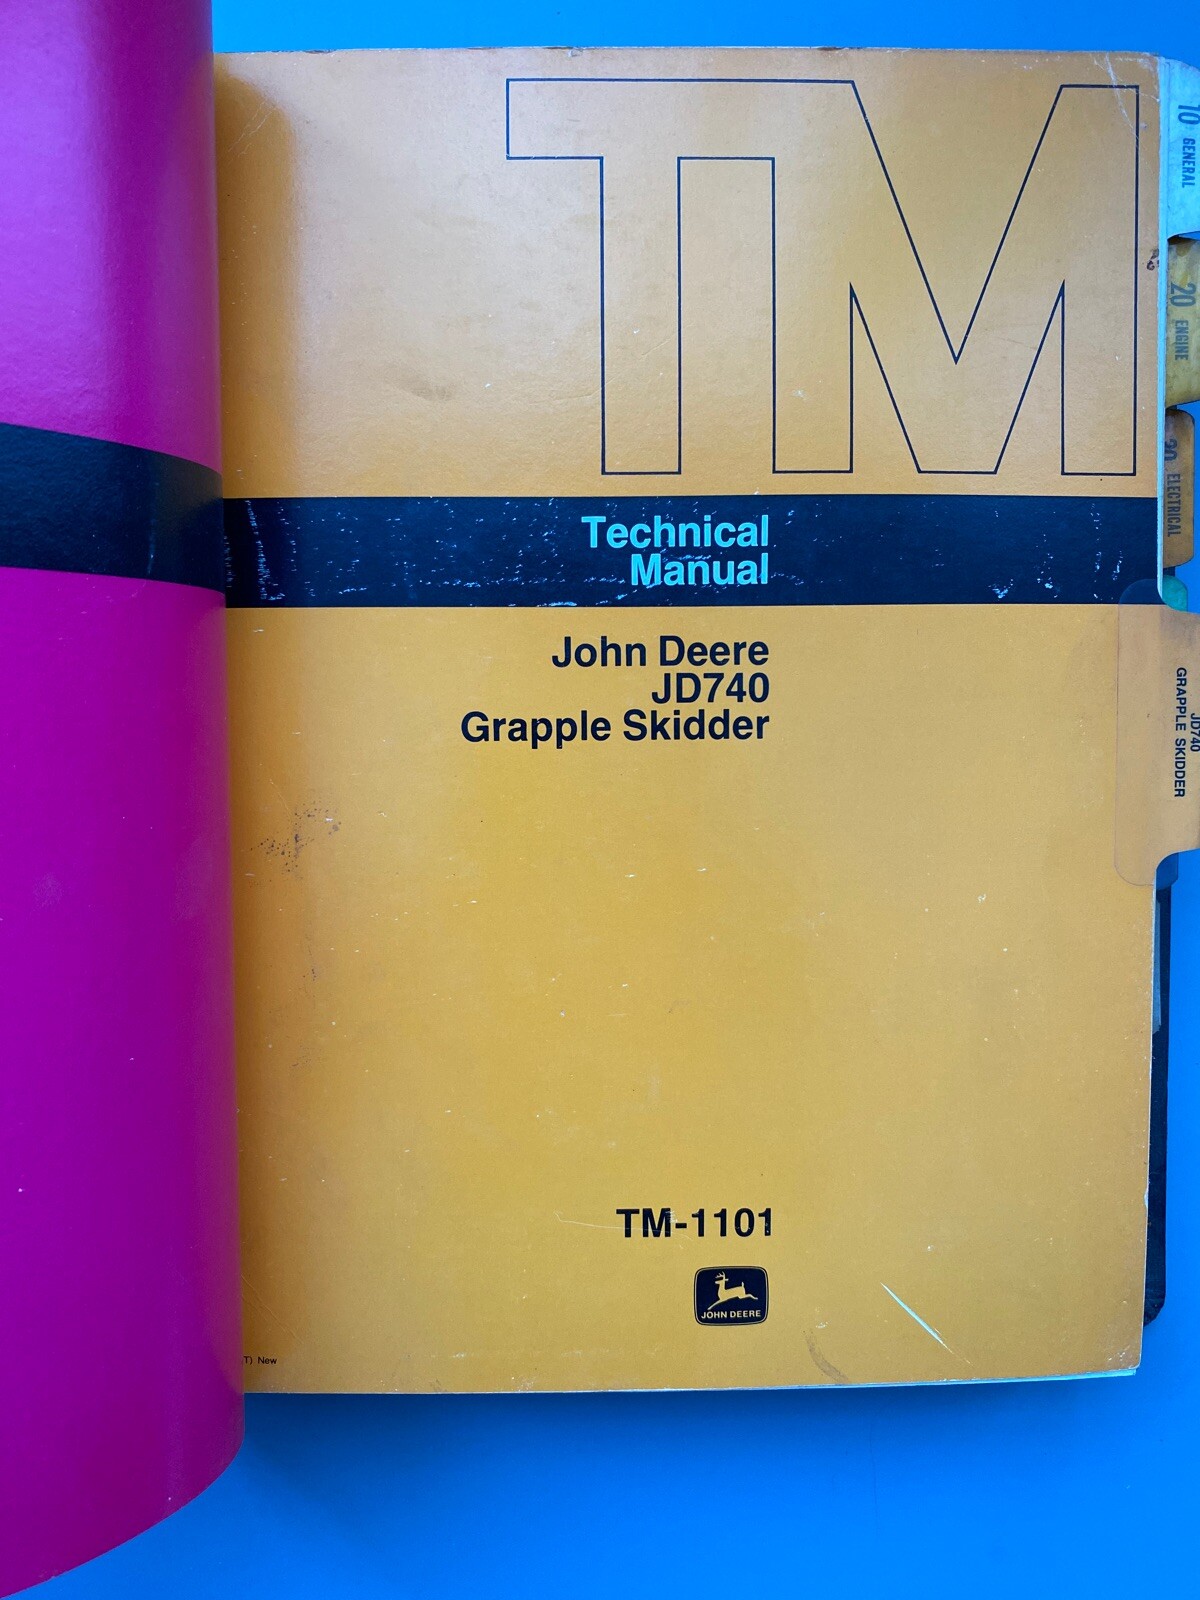 TM
Technical
Manual
John Deere
JD740
Grapple Skidder
TM-1101
JOHN DEERE
T) New
10 GENERAL
20 ENGINE
30 ELECTRICAL
JD740
GRAPPLE SKIDDER